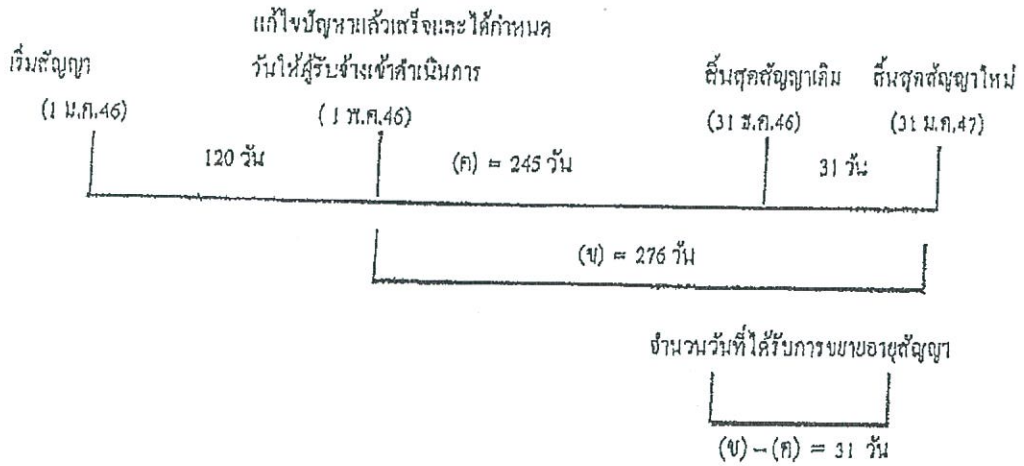 แก้ไขปัญหาแล้วเสร็จและได้กำหนด
เริ่มสัญญา
วันให้ผู้รับจ้างเข้าดำเนินการ
สิ้นสุดสัญญาเดิม
สิ้นสุดสัญญาใหม่
(1 ม.ค.46)
(1 พ.ค.46)
(31 ธ.ค.46)
(31 ม.ค.47)
120 วัน
(ค) = 245 วัน
31 วัน
(ข) = 276 วัน
จำนวนวันที่ได้รับการขยายอายุสัญญา
(ข) – (ค) = 31 วัน